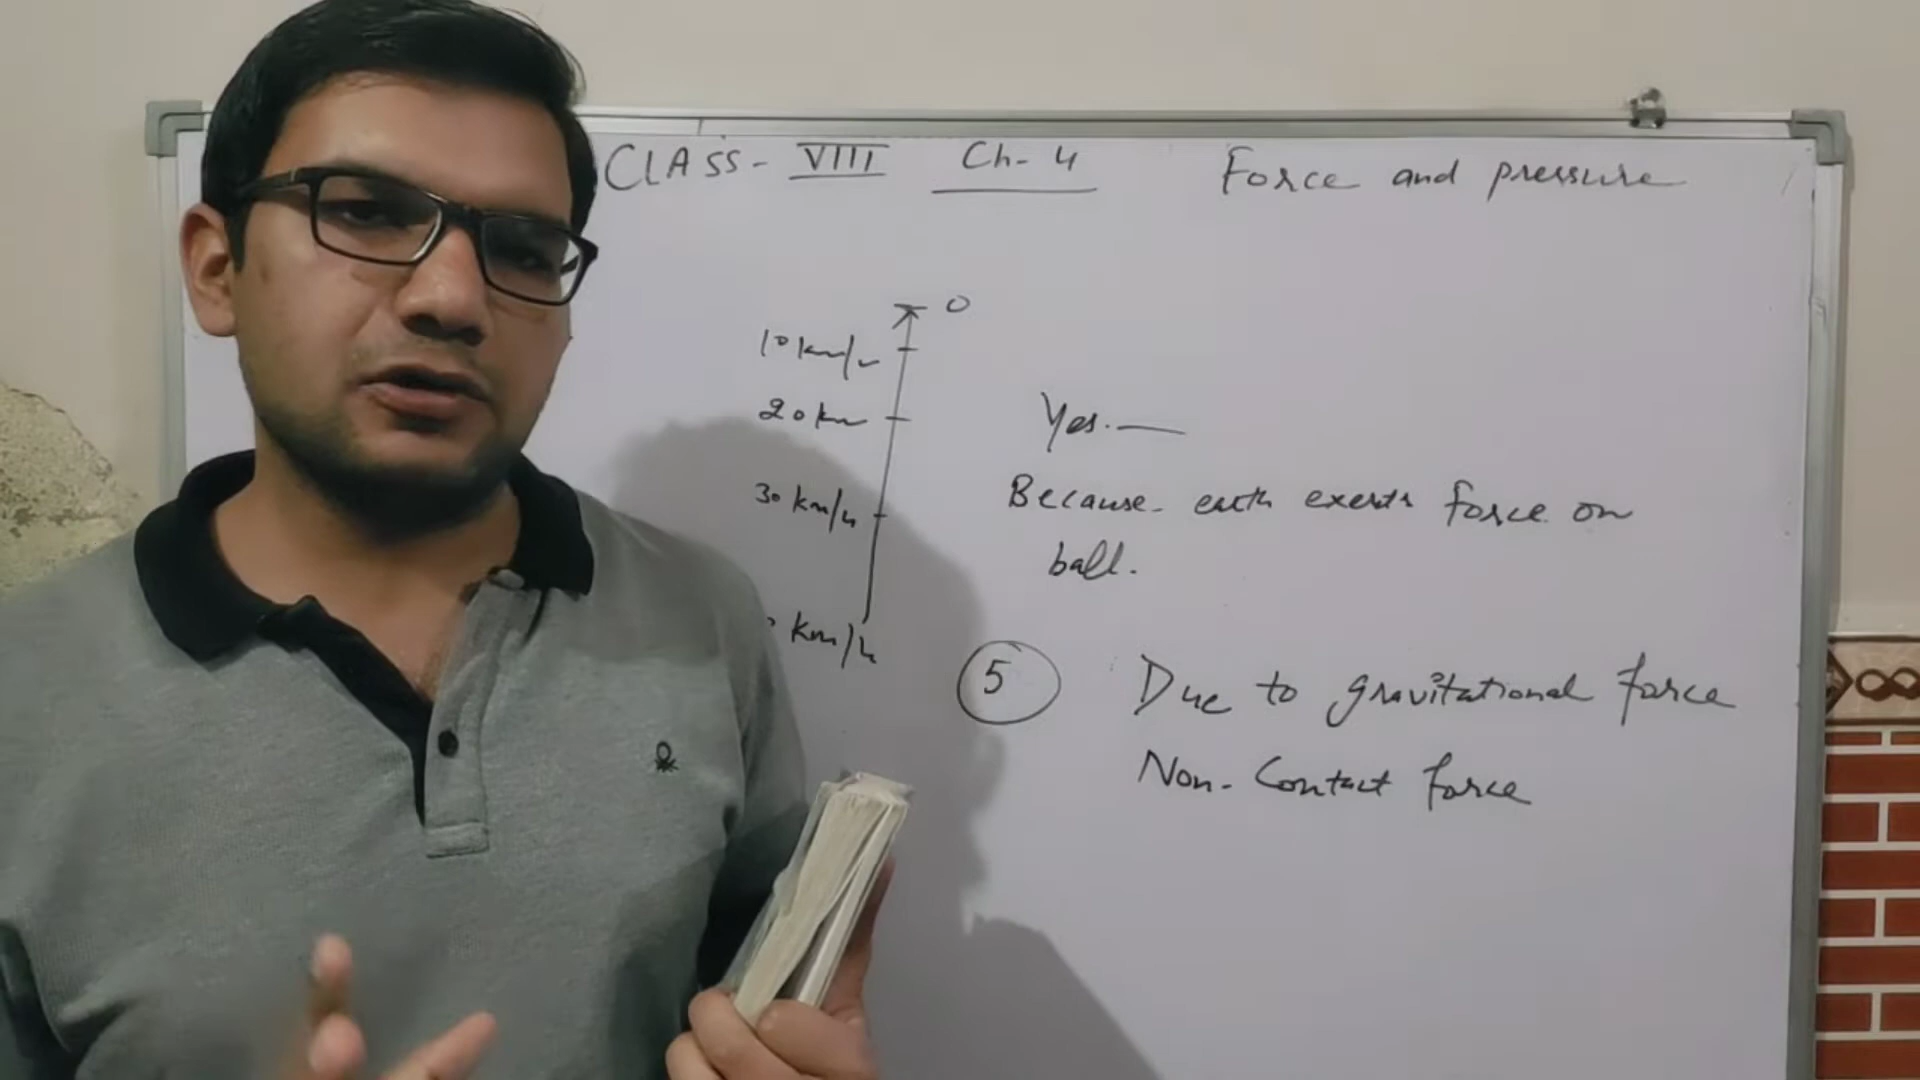 CLASS- VIII Ch- 4 Force and pressure
0
10 km/h
20 km
Yes.
30 km/h
Because earth exerts force on
ball.
km/h
5 Due to gravitational force
Non-Contact force